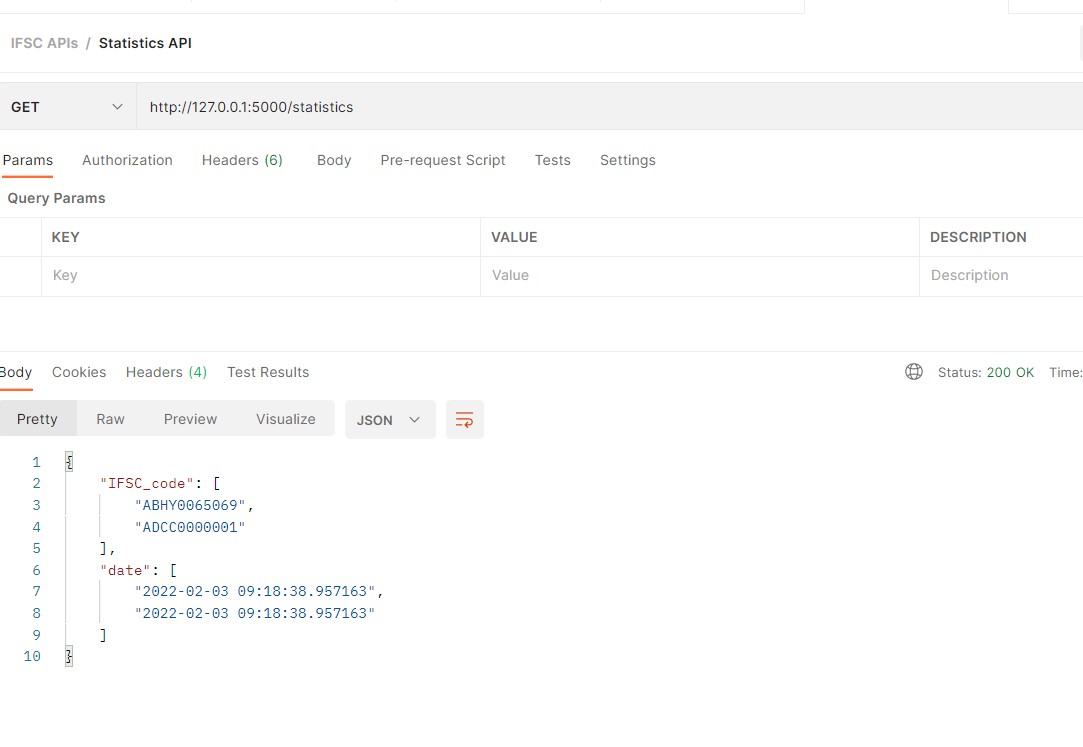 IFSC APIs / Statistics API
GET http://127.0.0.1:5000/statistics
Params Authorization Headers (6) Body Pre-request Script Tests Settings
Query Params
KEY VALUE DESCRIPTION
Key Value Description
Body Cookies Headers (4) Test Results Status: 200 OK Time:
Pretty Raw Preview Visualize JSON
1 {
2 "IFSC_code": [
3 "ABHY0065069",
4 "ADCC0000001"
5 ],
6 "date": [
7 "2022-02-03 09:18:38.957163",
8 "2022-02-03 09:18:38.957163"
9 ]
10 }